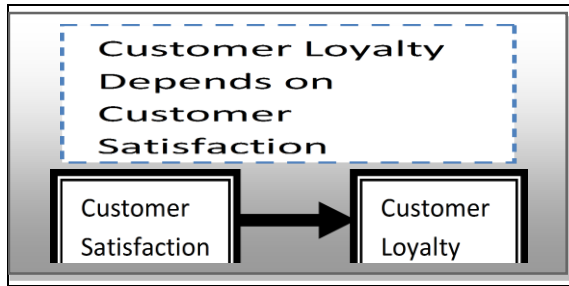 Customer Loyalty
Depends on
Customer
Satisfaction
Customer
Satisfaction
Customer
Loyalty